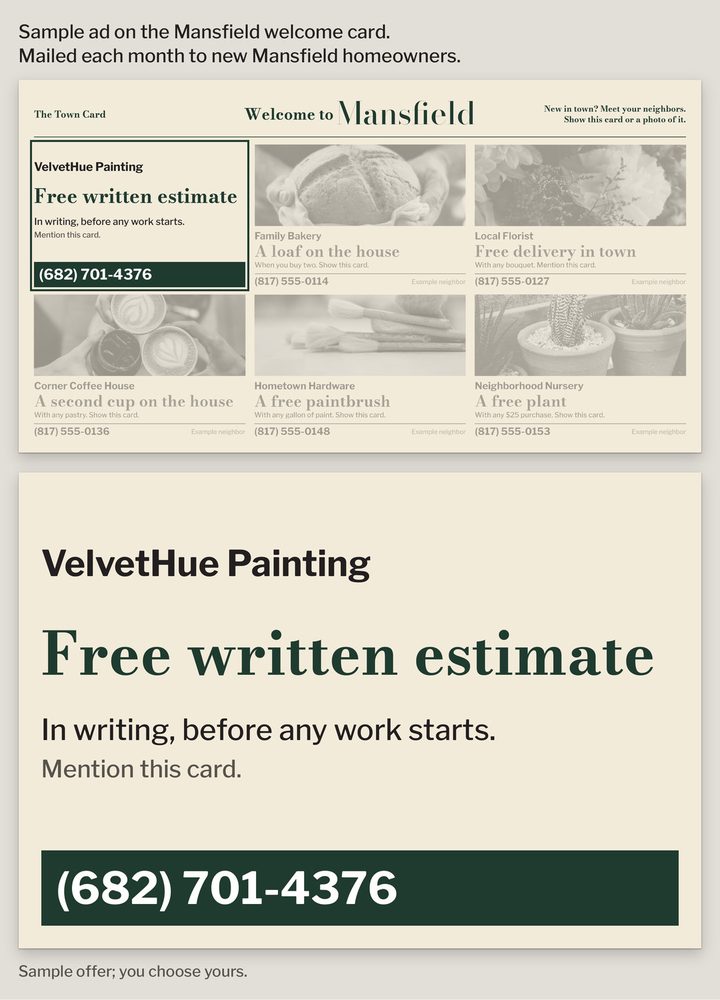 Sample ad on the Mansfield welcome card.
Mailed each month to new Mansfield homeowners.
The Town Card
Welcome to Mansfield
New in town? Meet your neighbors.
Show this card or a photo of it.
VelvetHue Painting
Free written estimate
In writing, before any work starts.
Mention this card.
(682) 701-4376
Family Bakery
A loaf on the house
When you buy two. Show this card.
(817) 555-0114
Example neighbor
Local Florist
Free delivery in town
With any bouquet. Mention this card.
(817) 555-0127
Example neighbor
Corner Coffee House
A second cup on the house
With any pastry. Show this card.
(817) 555-0136
Example neighbor
Hometown Hardware
A free paintbrush
With any gallon of paint. Show this card.
(817) 555-0148
Example neighbor
Neighborhood Nursery
A free plant
With any $25 purchase. Show this card.
(817) 555-0153
Example neighbor
VelvetHue Painting
Free written estimate
In writing, before any work starts.
Mention this card.
(682) 701-4376
Sample offer; you choose yours.